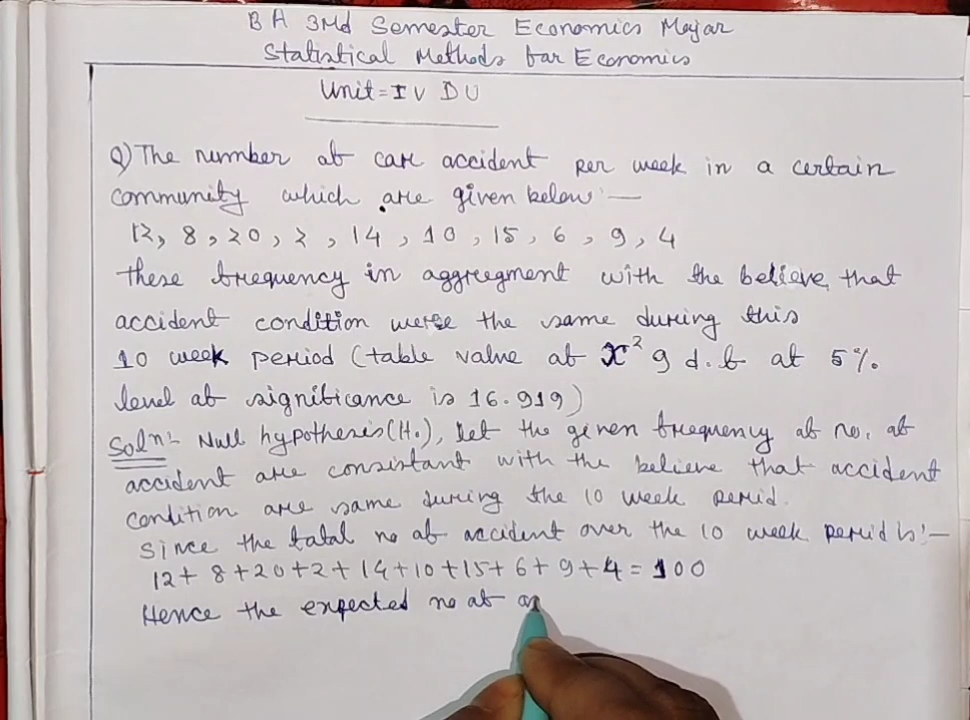 BA 3rd Semester Economics Major
Statistical Methods for Economics
Unit = IV DU
Q) The number of car accident per week in a certain
community which are given below :—
12, 8, 20, 2, 14, 10, 15, 6, 9, 4
these frequency in aggreegment with the believe that
accident condition were the same during this
10 week period (table value of X² 9 d.f at 5%
level of significance is 16.919)
Solⁿ:- Null hypothesis (H₀), let the given frequency of no. of
accident are consistant with the believe that accident
condition are same during the 10 week period.
Since the total no of accident over the 10 week period is:—
12+8+20+2+14+10+15+6+9+4=100
Hence the expected no of